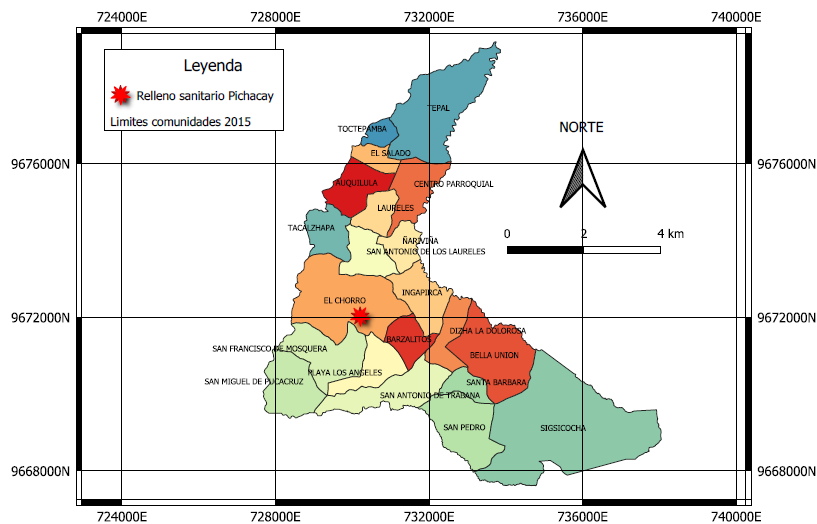 724000E 728000E 732000E 736000E 740000E
Leyenda
Relleno sanitario Pichacay
Limites comunidades 2015
TEPAL
TOCTEPAMBA
NORTE
EL SALADO
9676000N 9676000N
AUQUILULA
CENTRO PARROQUIAL
LAURELES
TACALZHAPA
0 2 4 km
ÑARIVIÑA
SAN ANTONIO DE LOS LAURELES
INGAPIRCA
EL CHORRO
9672000N 9672000N
DIZHA LA DOLOROSA
BARZALITOS
SAN FRANCISCO DE MOSQUERA
BELLA UNION
PLAYA LOS ANGELES
SAN MIGUEL DE PUCACRUZ
SANTA BARBARA
SAN ANTONIO DE TRABANA
SAN PEDRO
SIGSICOCHA
9668000N 9668000N
724000E 728000E 732000E 736000E 740000E